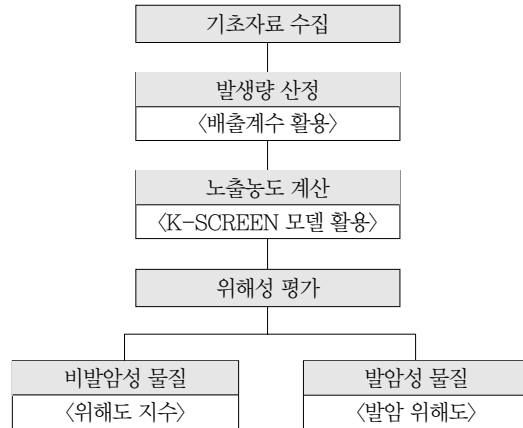 기초자료 수집
발생량 산정
〈배출계수 활용〉
노출농도 계산
〈K-SCREEN 모델 활용〉
위해성 평가
비발암성 물질
〈위해도 지수〉
발암성 물질
〈발암 위해도〉